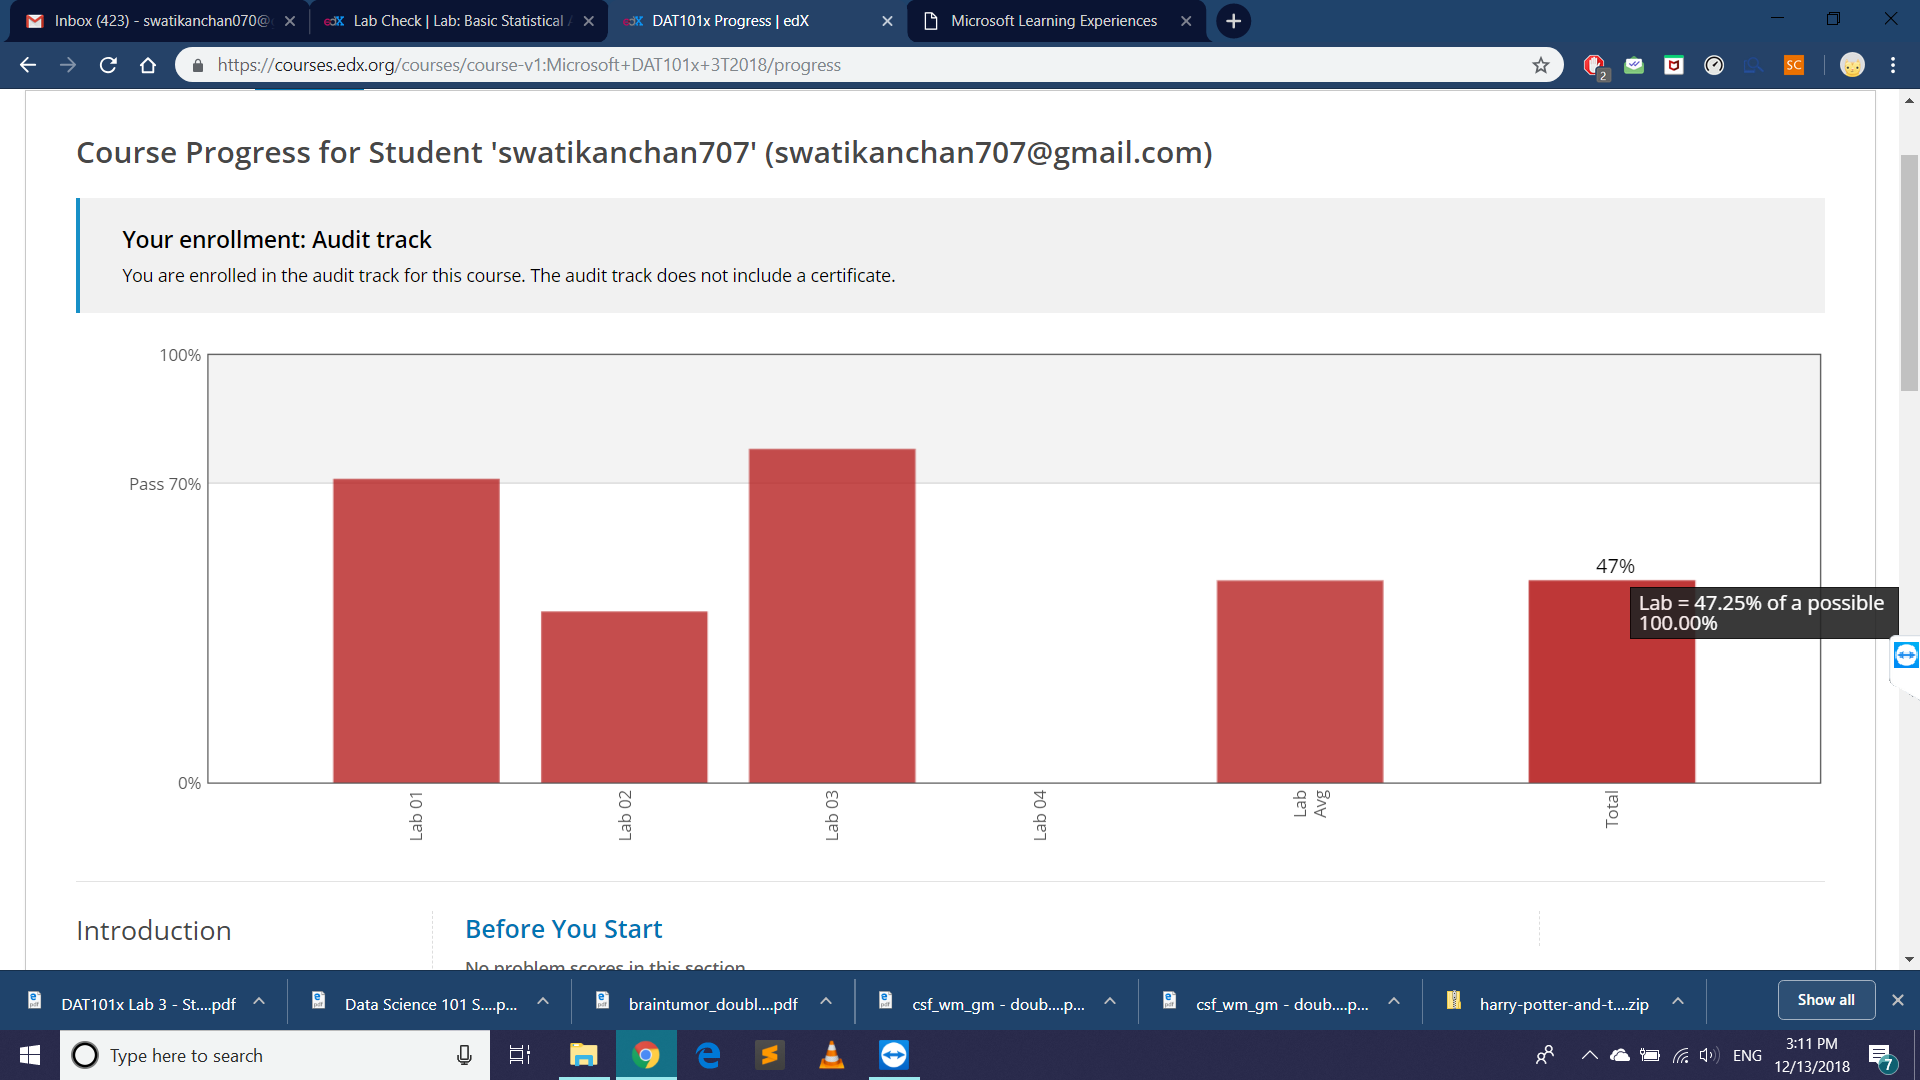 Inbox (423) - swatikanchan070@
Lab Check | Lab: Basic Statistical
DAT101x Progress | edX
Microsoft Learning Experiences
https://courses.edx.org/courses/course-v1:Microsoft+DAT101x+3T2018/progress
2
SC
Course Progress for Student 'swatikanchan707' (swatikanchan707@gmail.com)
Your enrollment: Audit track
You are enrolled in the audit track for this course. The audit track does not include a certificate.
100%
Pass 70%
0%
47%
Lab = 47.25% of a possible
100.00%
Lab 01
Lab 02
Lab 03
Lab 04
Lab
Avg
Total
Introduction
Before You Start
No problem scores in this section
DAT101x Lab 3 - St....pdf
Data Science 101 S....p...
braintumor_doubl....pdf
csf_wm_gm - doub....p...
csf_wm_gm - doub....p...
harry-potter-and-t....zip
Show all
Type here to search
ENG
3:11 PM
12/13/2018
7